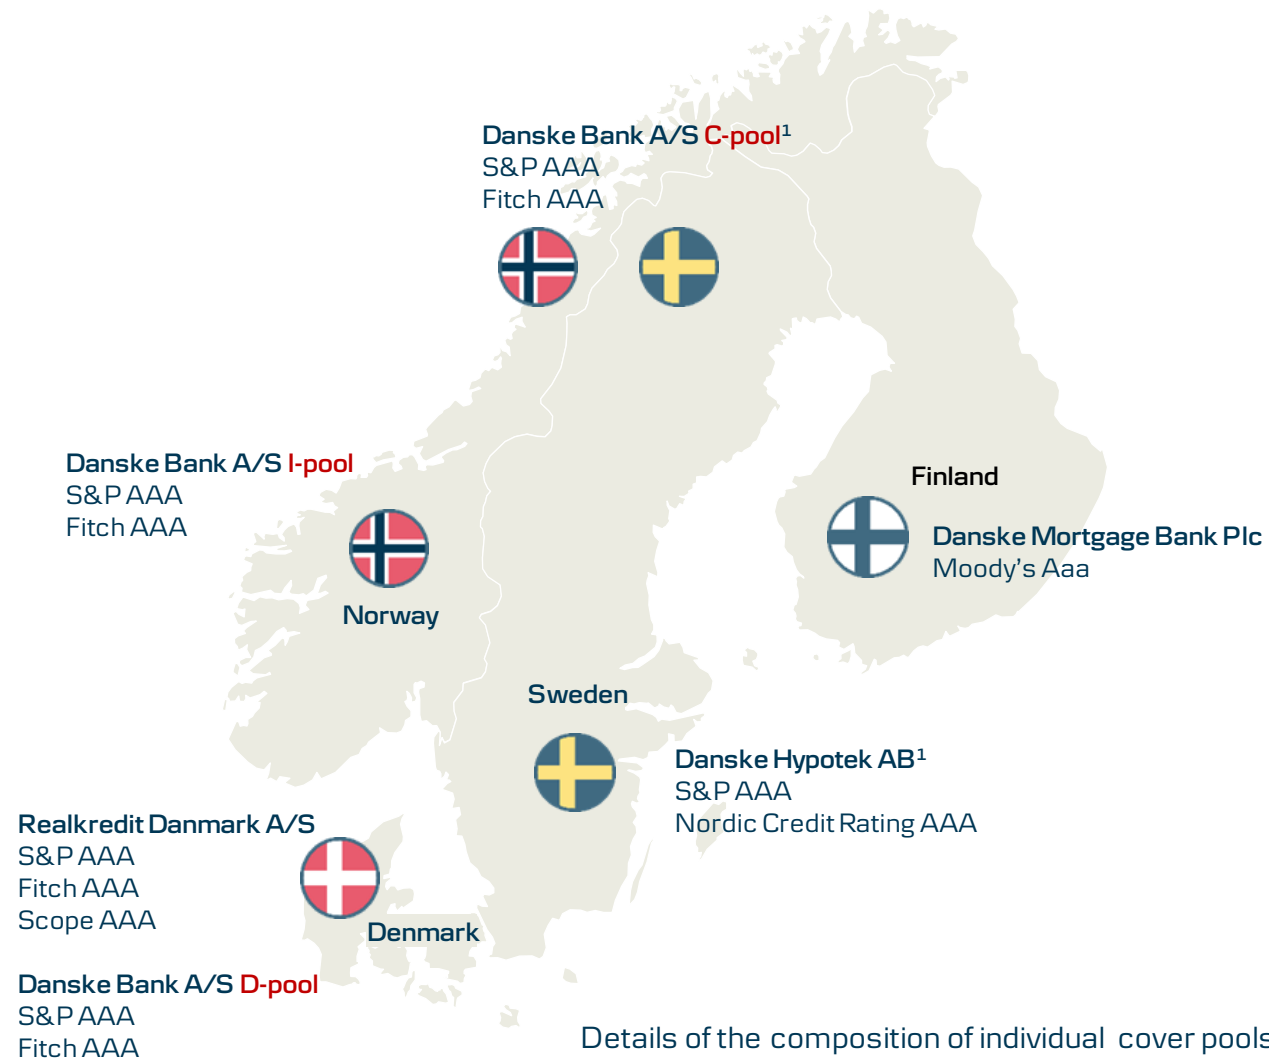 Danske Bank A/S C-pool¹
S&P AAA
Fitch AAA
Danske Bank A/S I-pool
S&P AAA
Fitch AAA
Norway
Finland
Danske Mortgage Bank Plc
Moody's Aaa
Sweden
Danske Hypotek AB¹
S&P AAA
Nordic Credit Rating AAA
Realkredit Danmark A/S
S&P AAA
Fitch AAA
Scope AAA
Denmark
Danske Bank A/S D-pool
S&P AAA
Fitch AAA
Details of the composition of individual cover pools